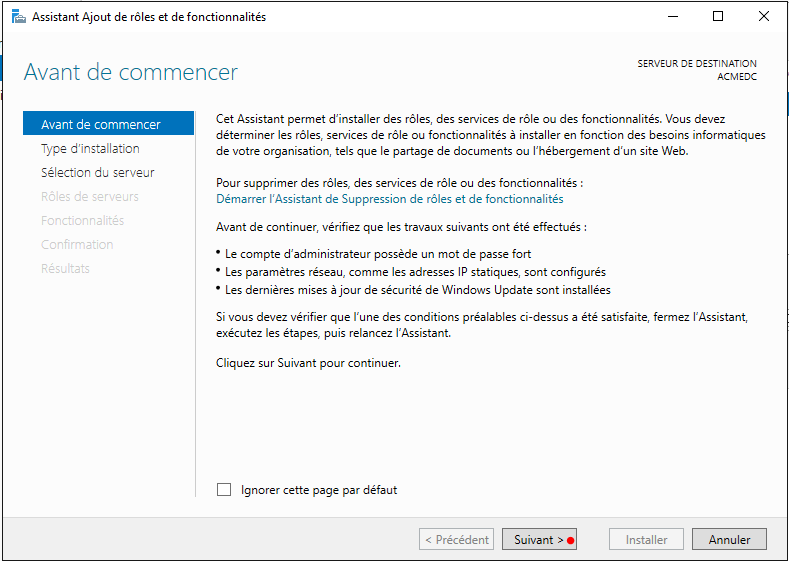 Assistant Ajout de rôles et de fonctionnalités
Avant de commencer
SERVEUR DE DESTINATION
ACMEDC
Avant de commencer
Type d'installation
Sélection du serveur
Rôles de serveurs
Fonctionnalités
Confirmation
Résultats
Cet Assistant permet d'installer des rôles, des services de rôle ou des fonctionnalités. Vous devez
déterminer les rôles, services de rôle ou fonctionnalités à installer en fonction des besoins informatiques
de votre organisation, tels que le partage de documents ou l'hébergement d'un site Web.
Pour supprimer des rôles, des services de rôle ou des fonctionnalités :
Démarrer l'Assistant de Suppression de rôles et de fonctionnalités
Avant de continuer, vérifiez que les travaux suivants ont été effectués :
• Le compte d'administrateur possède un mot de passe fort
• Les paramètres réseau, comme les adresses IP statiques, sont configurés
• Les dernières mises à jour de sécurité de Windows Update sont installées
Si vous devez vérifier que l'une des conditions préalables ci-dessus a été satisfaite, fermez l'Assistant,
exécutez les étapes, puis relancez l'Assistant.
Cliquez sur Suivant pour continuer.
Ignorer cette page par défaut
< Précédent
Suivant >
Installer
Annuler